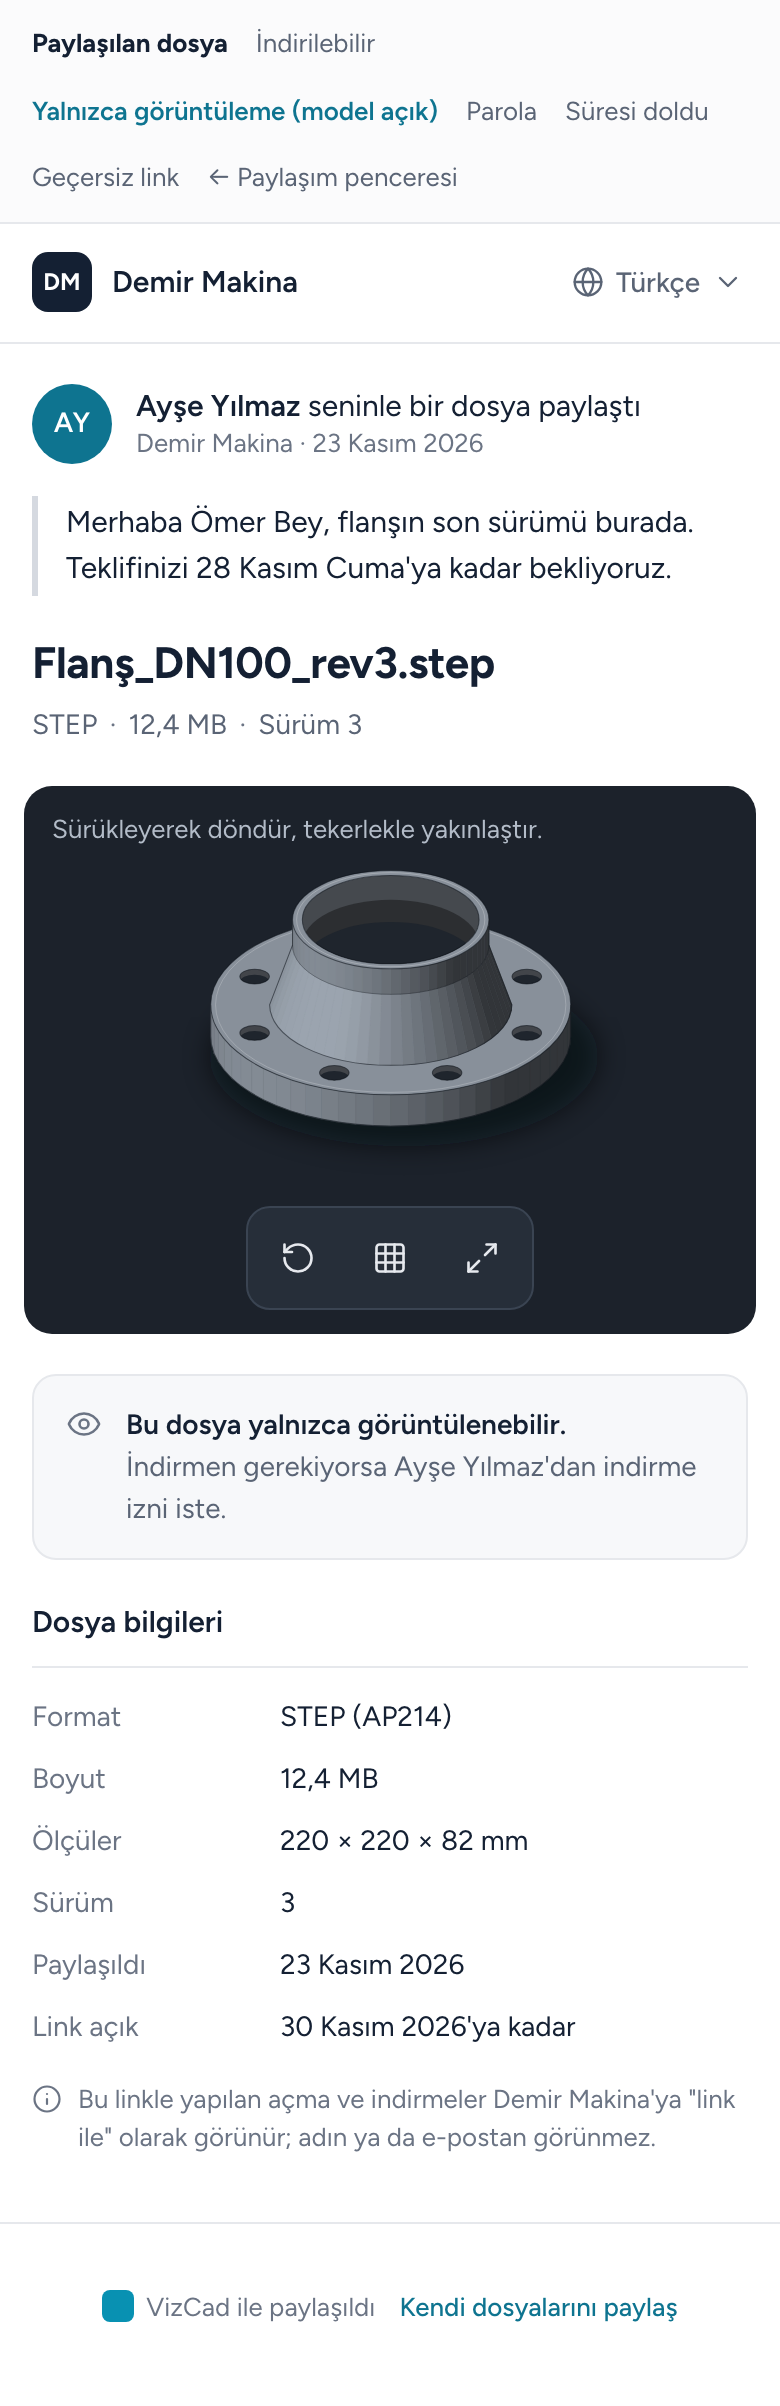 Paylaşılan dosya İndirilebilir
Yalnızca görüntüleme (model açık) Parola Süresi doldu
Geçersiz link ← Paylaşım penceresi
DM Demir Makina Türkçe
AY Ayşe Yılmaz seninle bir dosya paylaştı
Demir Makina · 23 Kasım 2026
Merhaba Ömer Bey, flanşın son sürümü burada.
Teklifinizi 28 Kasım Cuma'ya kadar bekliyoruz.
Flanş_DN100_rev3.step
STEP · 12,4 MB · Sürüm 3
Sürükleyerek döndür, tekerlekle yakınlaştır.
Bu dosya yalnızca görüntülenebilir.
İndirmen gerekiyorsa Ayşe Yılmaz'dan indirme
izni iste.
Dosya bilgileri
Format STEP (AP214)
Boyut 12,4 MB
Ölçüler 220 × 220 × 82 mm
Sürüm 3
Paylaşıldı 23 Kasım 2026
Link açık 30 Kasım 2026'ya kadar
Bu linkle yapılan açma ve indirmeler Demir Makina'ya "link
ile" olarak görünür; adın ya da e-postan görünmez.
VizCad ile paylaşıldı Kendi dosyalarını paylaş